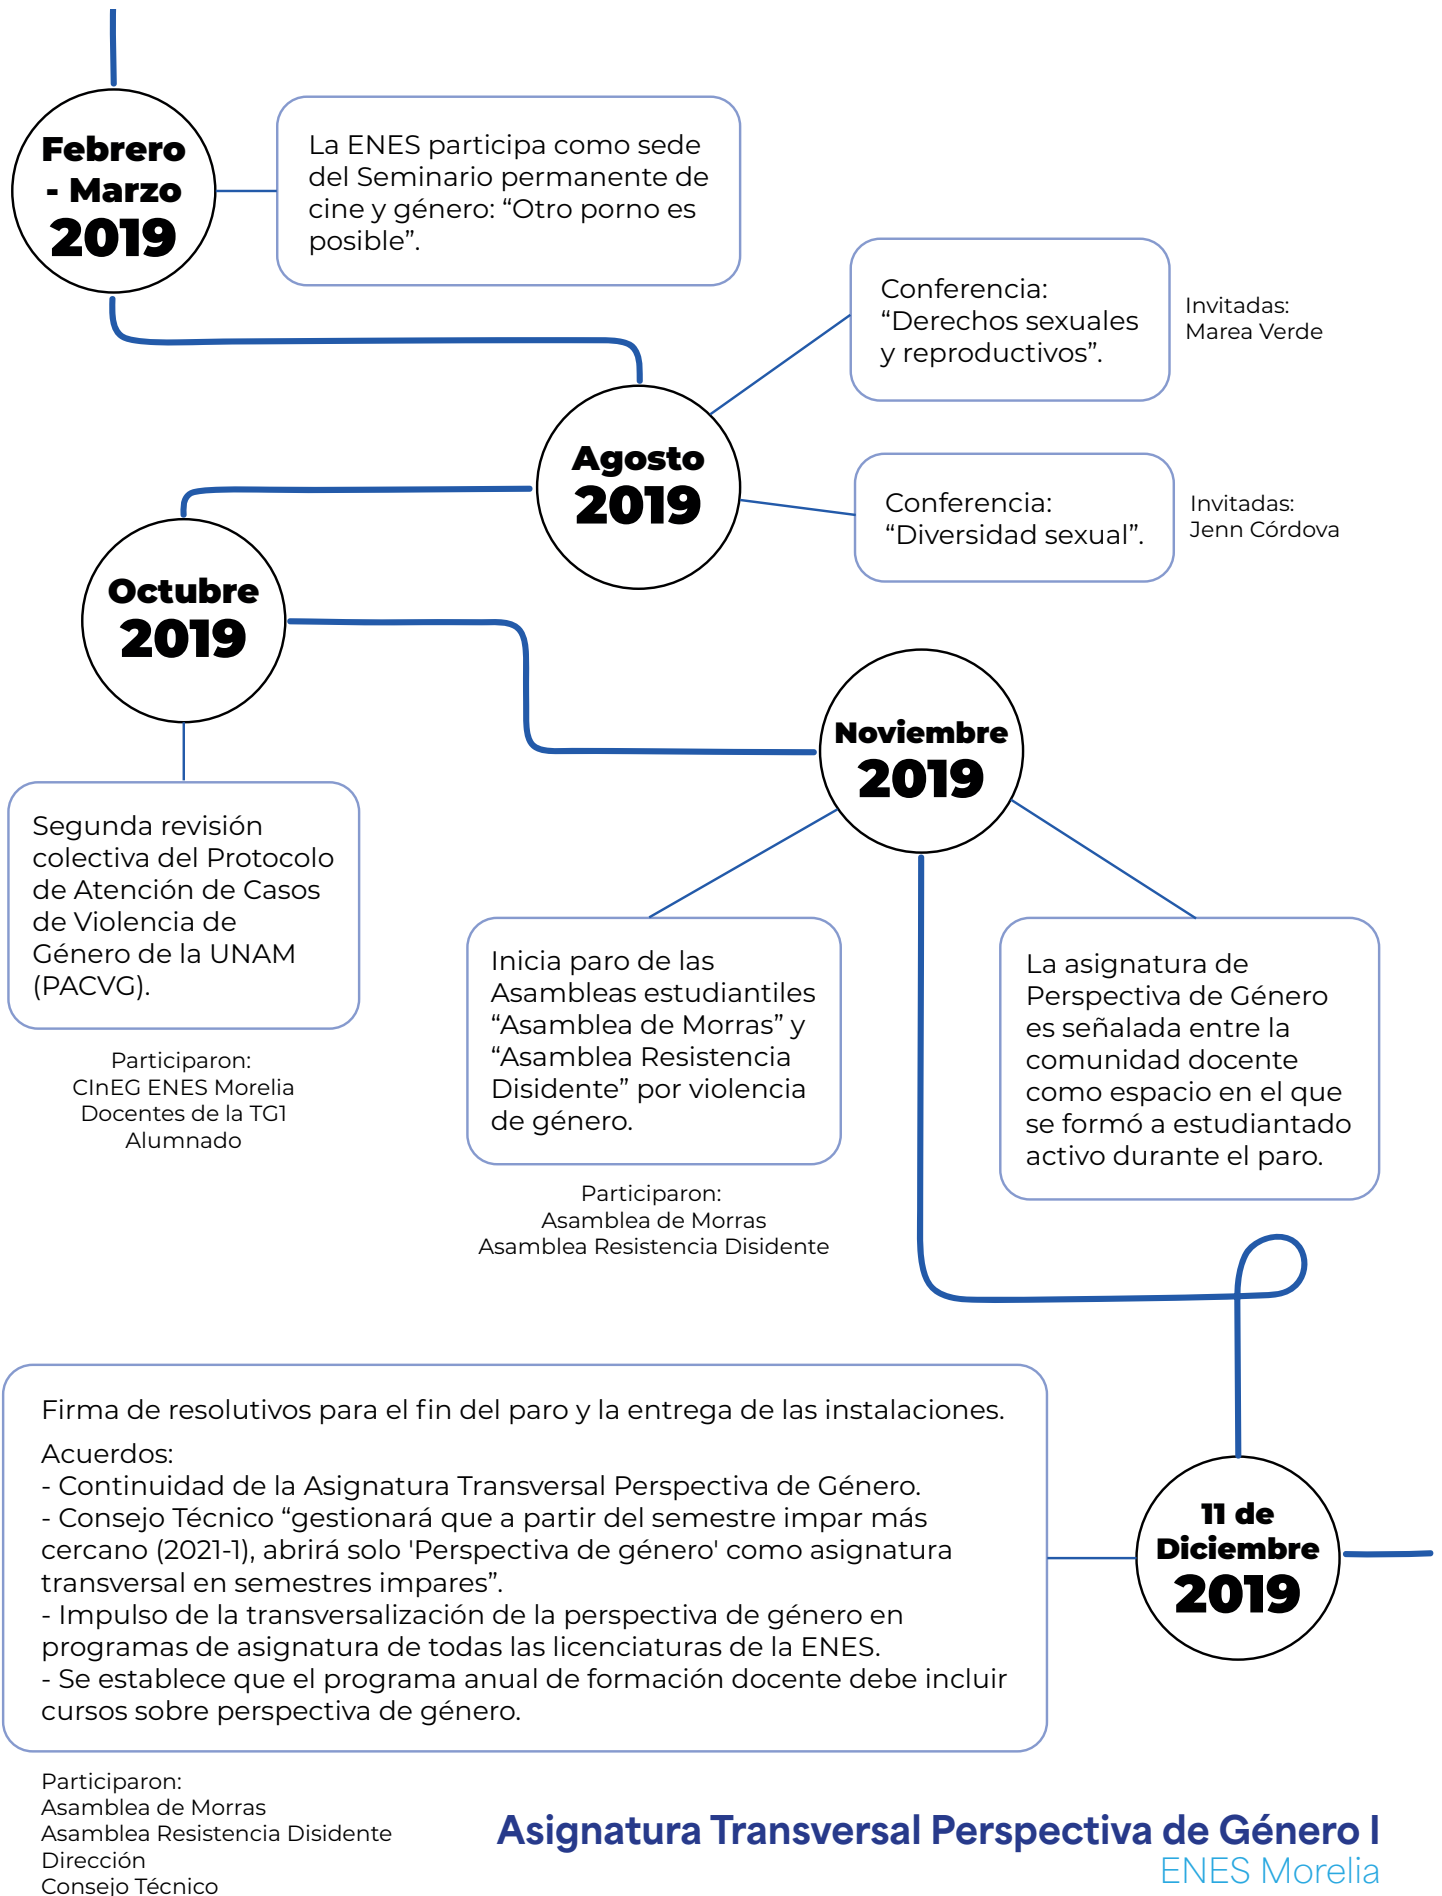 Febrero
- Marzo
2019
La ENES participa como sede
del Seminario permanente de
cine y género: “Otro porno es
posible”.
Conferencia:
“Derechos sexuales
y reproductivos”.
Invitadas:
Marea Verde
Agosto
2019
Conferencia:
“Diversidad sexual”.
Invitadas:
Jenn Córdova
Octubre
2019
Segunda revisión
colectiva del Protocolo
de Atención de Casos
de Violencia de
Género de la UNAM
(PACVG).
Participaron:
CInEG ENES Morelia
Docentes de la TG1
Alumnado
Noviembre
2019
Inicia paro de las
Asambleas estudiantiles
“Asamblea de Morras” y
“Asamblea Resistencia
Disidente” por violencia
de género.
Participaron:
Asamblea de Morras
Asamblea Resistencia Disidente
La asignatura de
Perspectiva de Género
es señalada entre la
comunidad docente
como espacio en el que
se formó a estudiantado
activo durante el paro.
11 de
Diciembre
2019
Firma de resolutivos para el fin del paro y la entrega de las instalaciones.
Acuerdos:
- Continuidad de la Asignatura Transversal Perspectiva de Género.
- Consejo Técnico “gestionará que a partir del semestre impar más
cercano (2021-1), abrirá solo 'Perspectiva de género' como asignatura
transversal en semestres impares”.
- Impulso de la transversalización de la perspectiva de género en
programas de asignatura de todas las licenciaturas de la ENES.
- Se establece que el programa anual de formación docente debe incluir
cursos sobre perspectiva de género.
Participaron:
Asamblea de Morras
Asamblea Resistencia Disidente
Dirección
Consejo Técnico
Asignatura Transversal Perspectiva de Género I
ENES Morelia